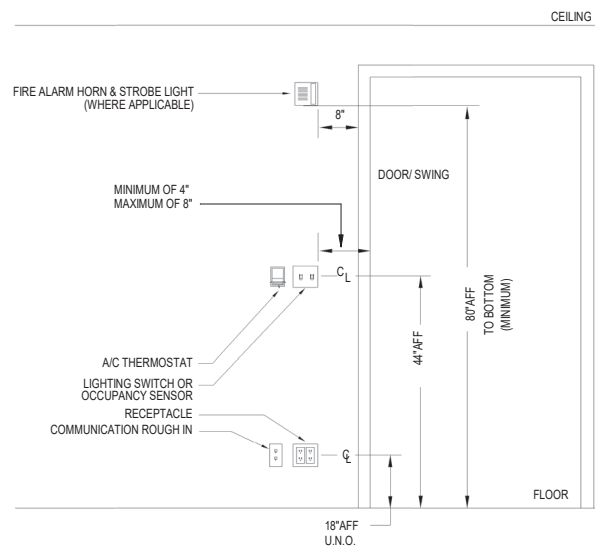 CEILING
FIRE ALARM HORN & STROBE LIGHT
(WHERE APPLICABLE)
8"
DOOR/ SWING
MINIMUM OF 4"
MAXIMUM OF 8"
CL
80"AFF
TO BOTTOM
(MINIMUM)
44"AFF
A/C THERMOSTAT
LIGHTING SWITCH OR
OCCUPANCY SENSOR
RECEPTACLE
COMMUNICATION ROUGH IN
℄
FLOOR
18"AFF
U.N.O.